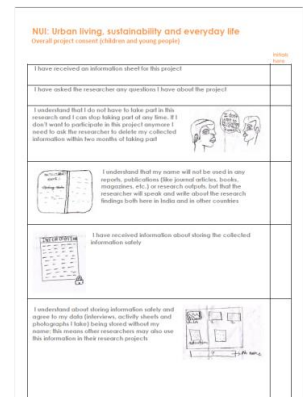 NUI: Urban living, sustainability and everyday life
Overall project consent (children and young people)
Initials
here
I have received an information sheet for this project
I have asked the researcher any questions I have about the project
I understand that I do not have to take part in this
research and I can stop taking part at any time. If I
don't want to participate in this project anymore I
need to ask the researcher to delete my collected
information within two months of taking part
I understand that my name will not be used in any
reports, publications (like journal articles, books,
magazines, etc.) or research outputs, but that the
researcher will speak and write about the research
findings both here in India and in other countries
I have received information about storing the collected
information safely
I understand about storing information safely and
agree to my data (interviews, activity sheets and
photographs I take) being stored without my
name; this means other researchers may also use
this information in their research projects